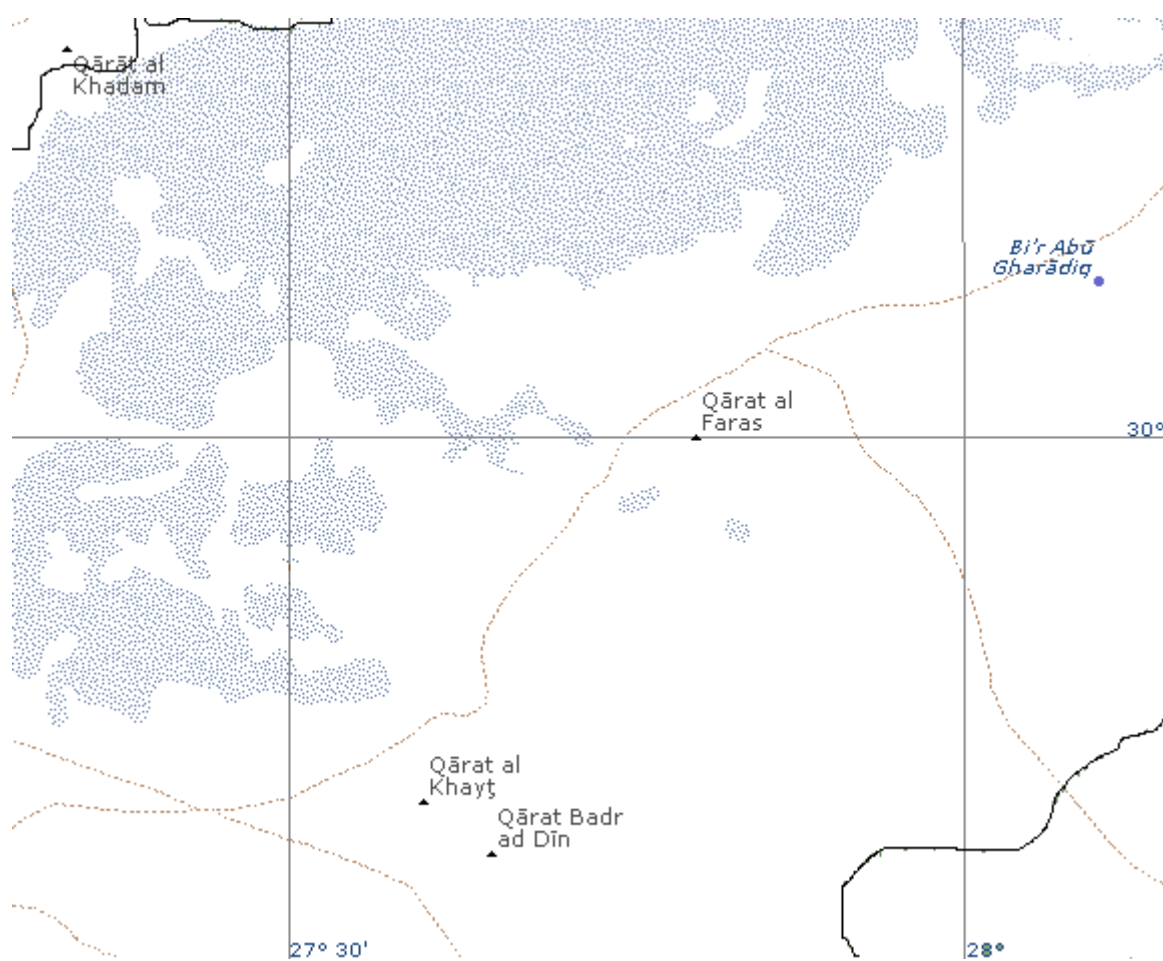 Qārāt al
Khadam
Bi'r Abū
Gharādiq
Qārat al
Faras
30°
Qārat al
Khayţ
Qārat Badr
ad Dīn
27° 30'
28°